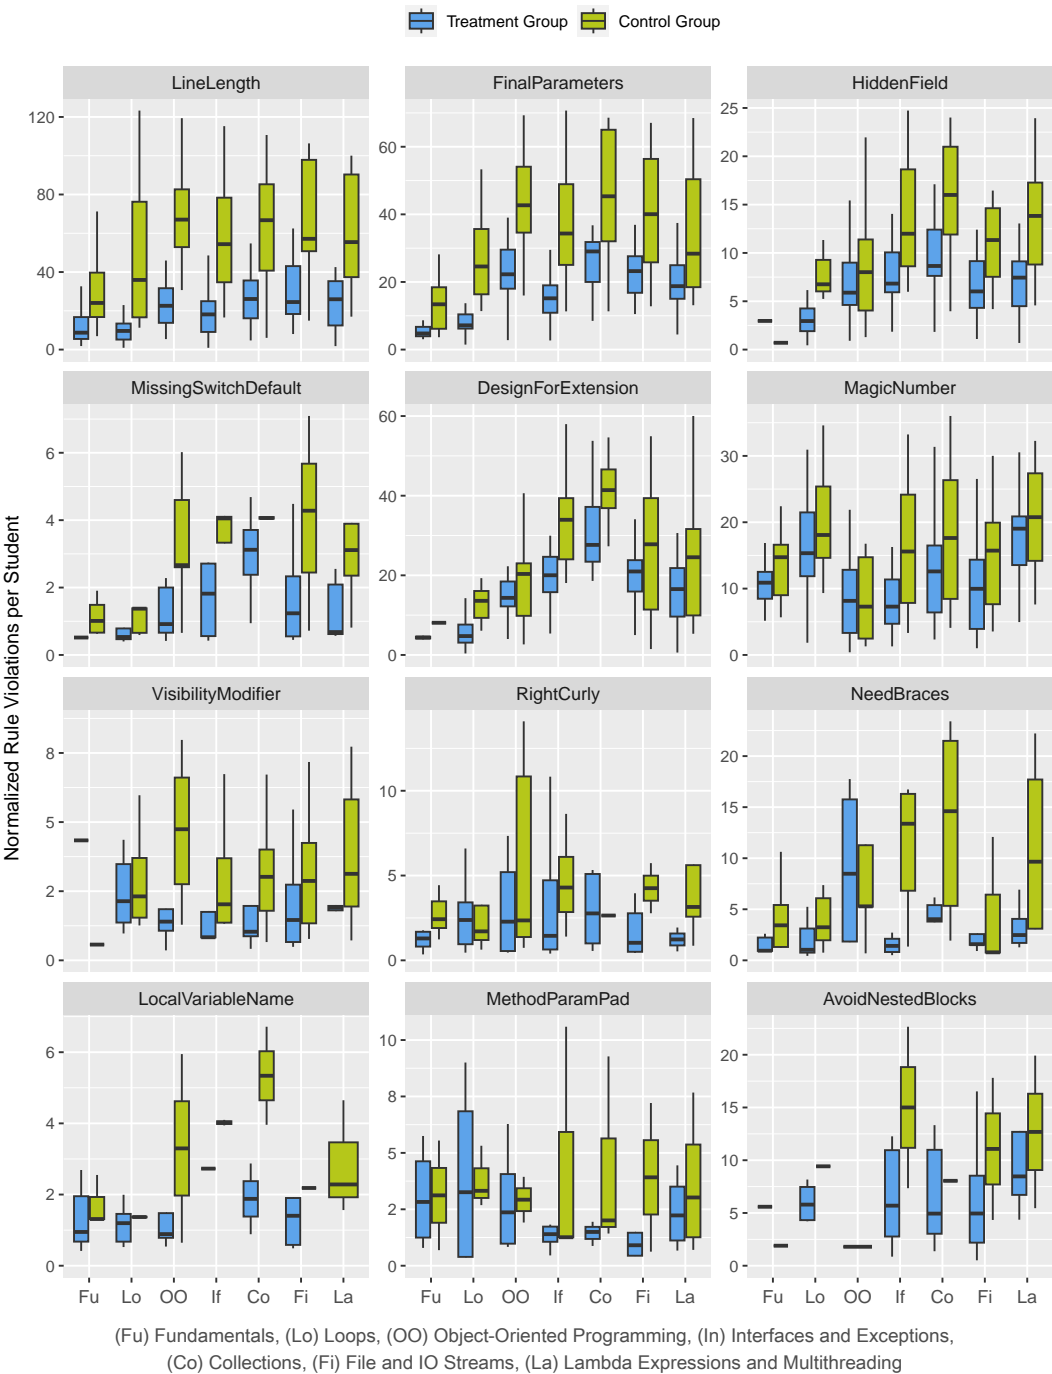 Treatment Group Control Group
Normalized Rule Violations per Student
LineLength FinalParameters HiddenField
120 80 40 0
60 40 20 0
25 20 15 10 5 0
MissingSwitchDefault DesignForExtension MagicNumber
6 4 2 0
60 40 20 0
30 20 10 0
VisibilityModifier RightCurly NeedBraces
8 5 2 0
10 5 0
20 15 10 5 0
LocalVariableName MethodParamPad AvoidNestedBlocks
6 4 2 0
10 8 5 2 0
20 15 10 5 0
Fu Lo OO If Co Fi La Fu Lo OO If Co Fi La Fu Lo OO If Co Fi La
(Fu) Fundamentals, (Lo) Loops, (OO) Object-Oriented Programming, (In) Interfaces and Exceptions,
(Co) Collections, (Fi) File and IO Streams, (La) Lambda Expressions and Multithreading